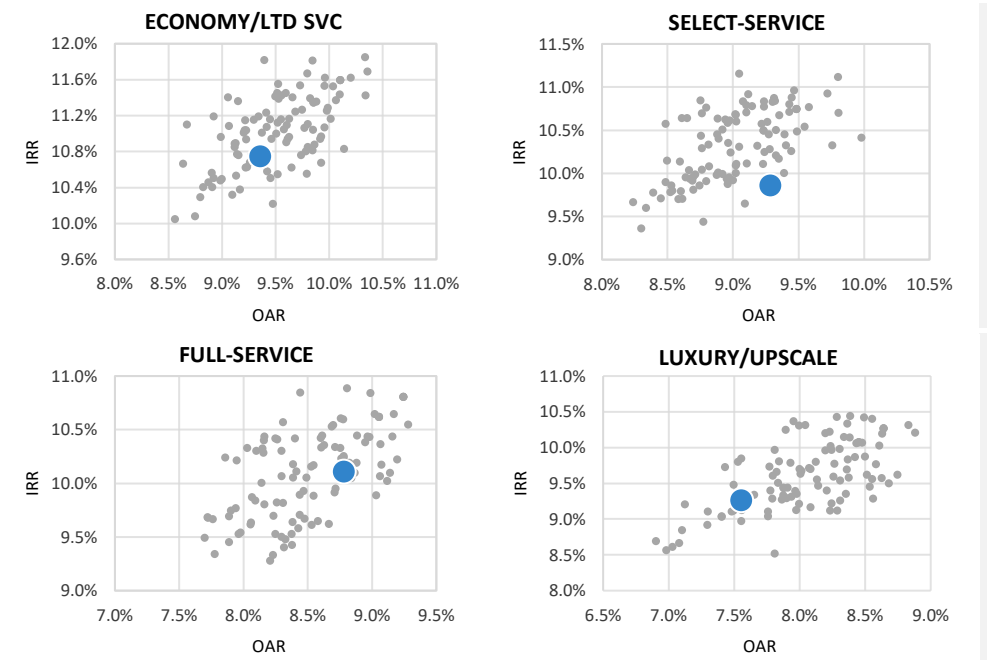 ECONOMY/LTD SVC
12.0%
11.6%
11.2%
10.8%
10.4%
10.0%
9.6%
IRR
8.0% 8.5% 9.0% 9.5% 10.0% 10.5% 11.0%
OAR
SELECT-SERVICE
11.5%
11.0%
10.5%
10.0%
9.5%
9.0%
IRR
8.0% 8.5% 9.0% 9.5% 10.0% 10.5%
OAR
FULL-SERVICE
11.0%
10.5%
10.0%
9.5%
9.0%
IRR
7.0% 7.5% 8.0% 8.5% 9.0% 9.5%
OAR
LUXURY/UPSCALE
11.0%
10.5%
10.0%
9.5%
9.0%
8.5%
8.0%
IRR
6.5% 7.0% 7.5% 8.0% 8.5% 9.0%
OAR